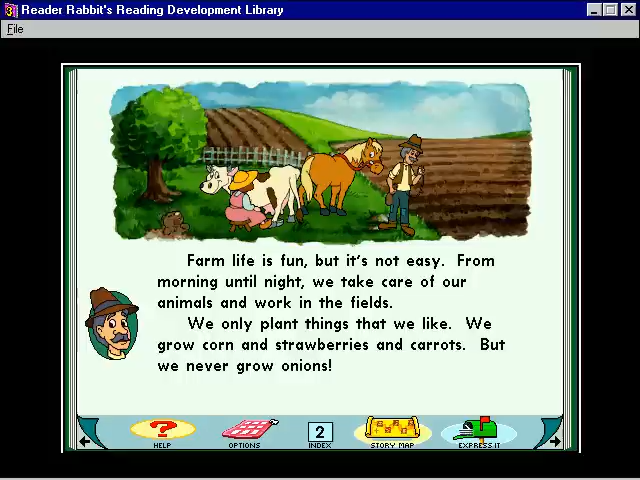 Reader Rabbit's Reading Development Library
File
Farm life is fun, but it's not easy. From
morning until night, we take care of our
animals and work in the fields.
We only plant things that we like. We
grow corn and strawberries and carrots. But
we never grow onions!
HELP
OPTIONS
2
INDEX
STORY MAP
EXPRESS IT